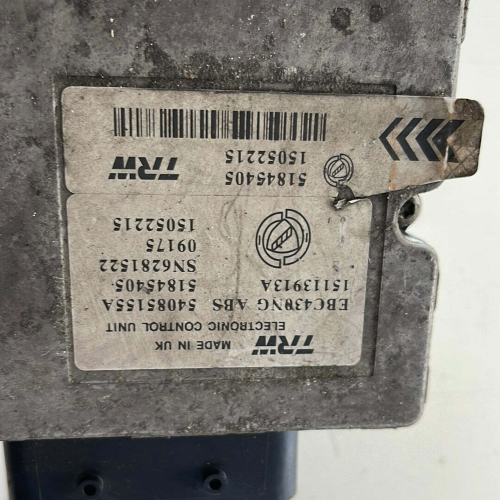 TRW MADE IN UK
ELECTRONIC CONTROL UNIT
EBC430NG ABS 54085155A
15113913A 51845405
SN6281522
09175
15052215
51845405 TRW
15052215